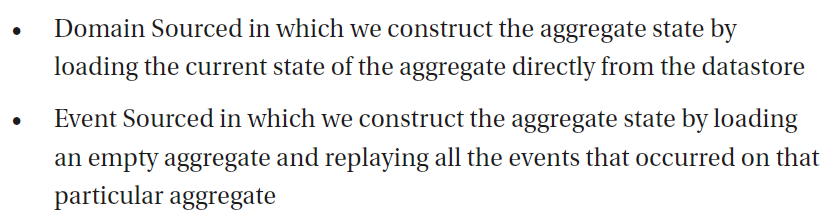 • Domain Sourced in which we construct the aggregate state by
loading the current state of the aggregate directly from the datastore
• Event Sourced in which we construct the aggregate state by loading
an empty aggregate and replaying all the events that occurred on that
particular aggregate